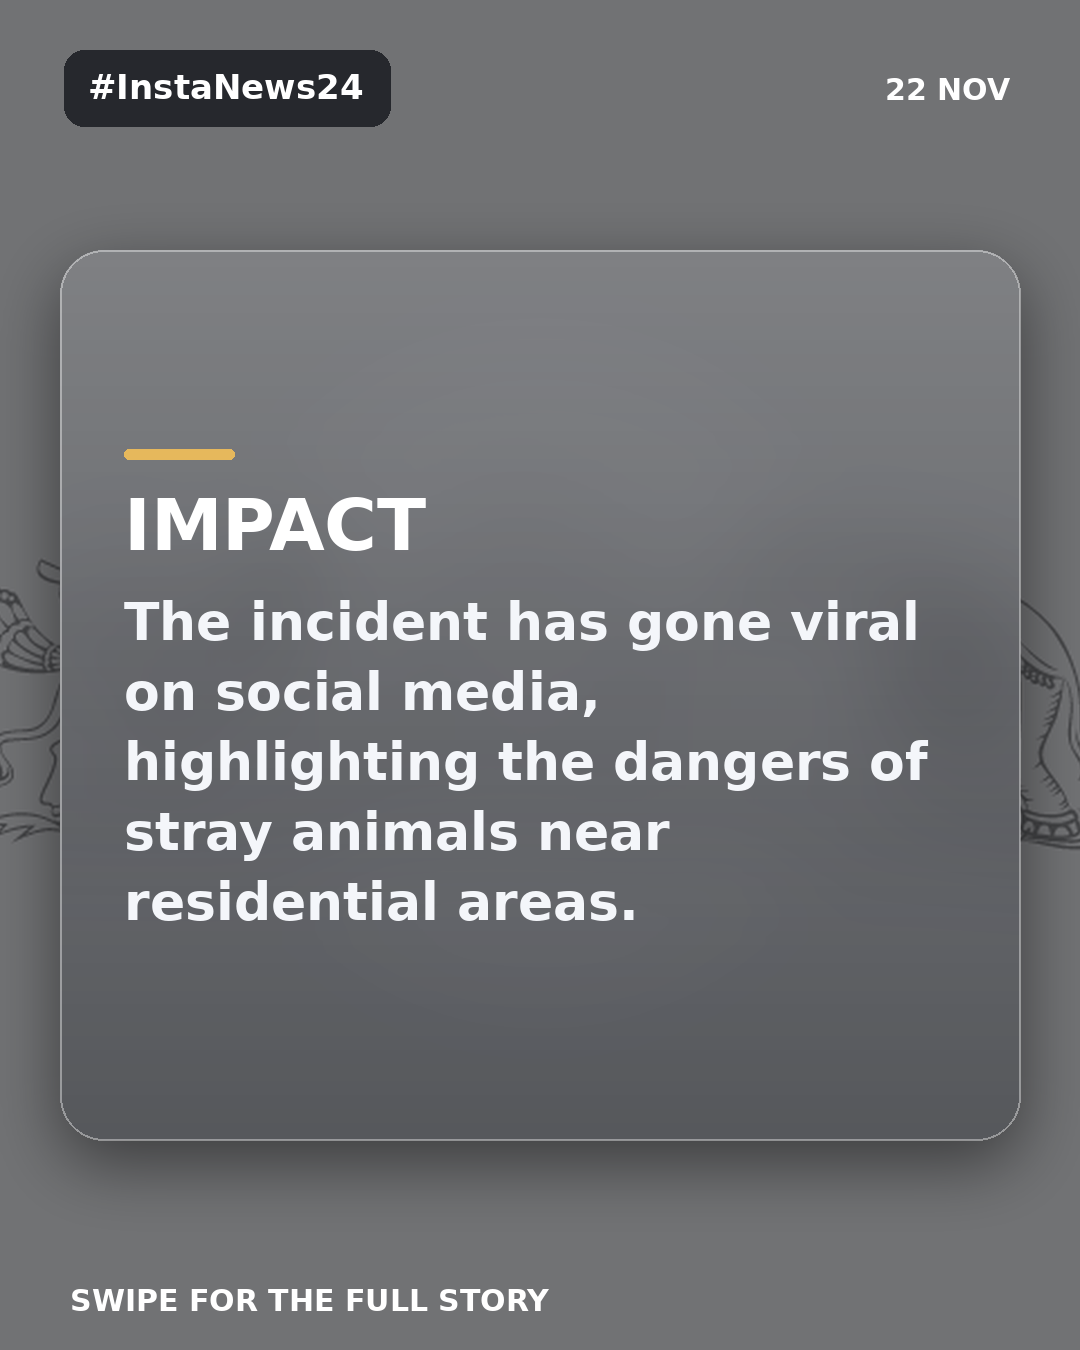 #InstaNews24
22 NOV
IMPACT
The incident has gone viral
on social media,
highlighting the dangers of
stray animals near
residential areas.
SWIPE FOR THE FULL STORY